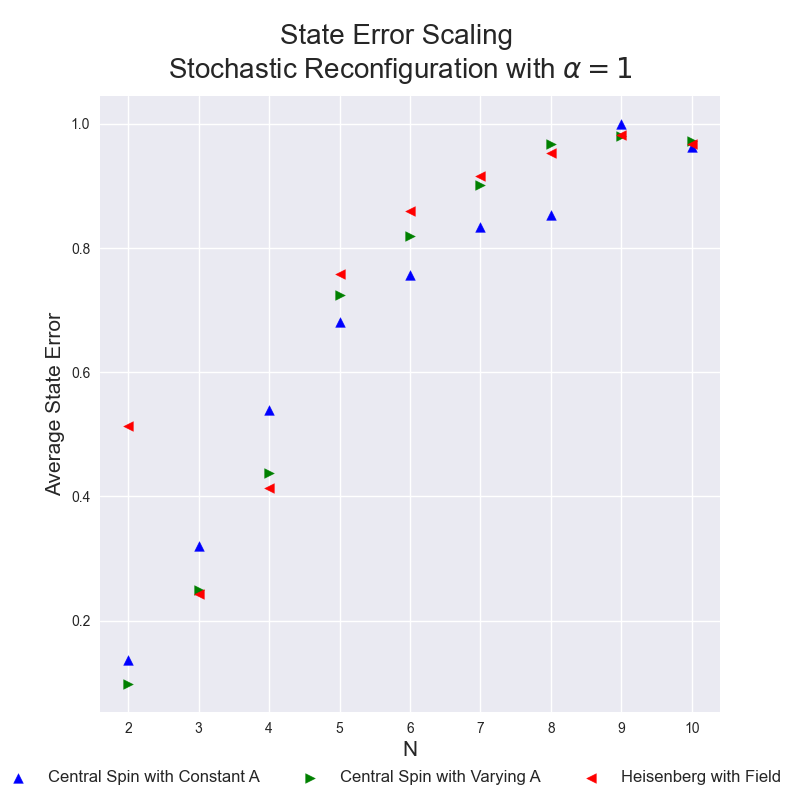 State Error Scaling
Stochastic Reconfiguration with α = 1
Average State Error
1.0
0.8
0.6
0.4
0.2
2 3 4 5 6 7 8 9 10
N
Central Spin with Constant A Central Spin with Varying A Heisenberg with Field